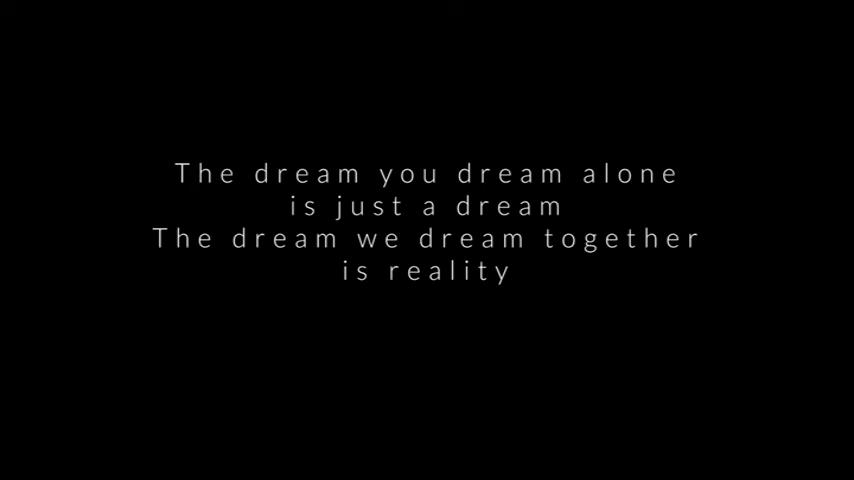 The dream you dream alone
is just a dream
The dream we dream together
is reality